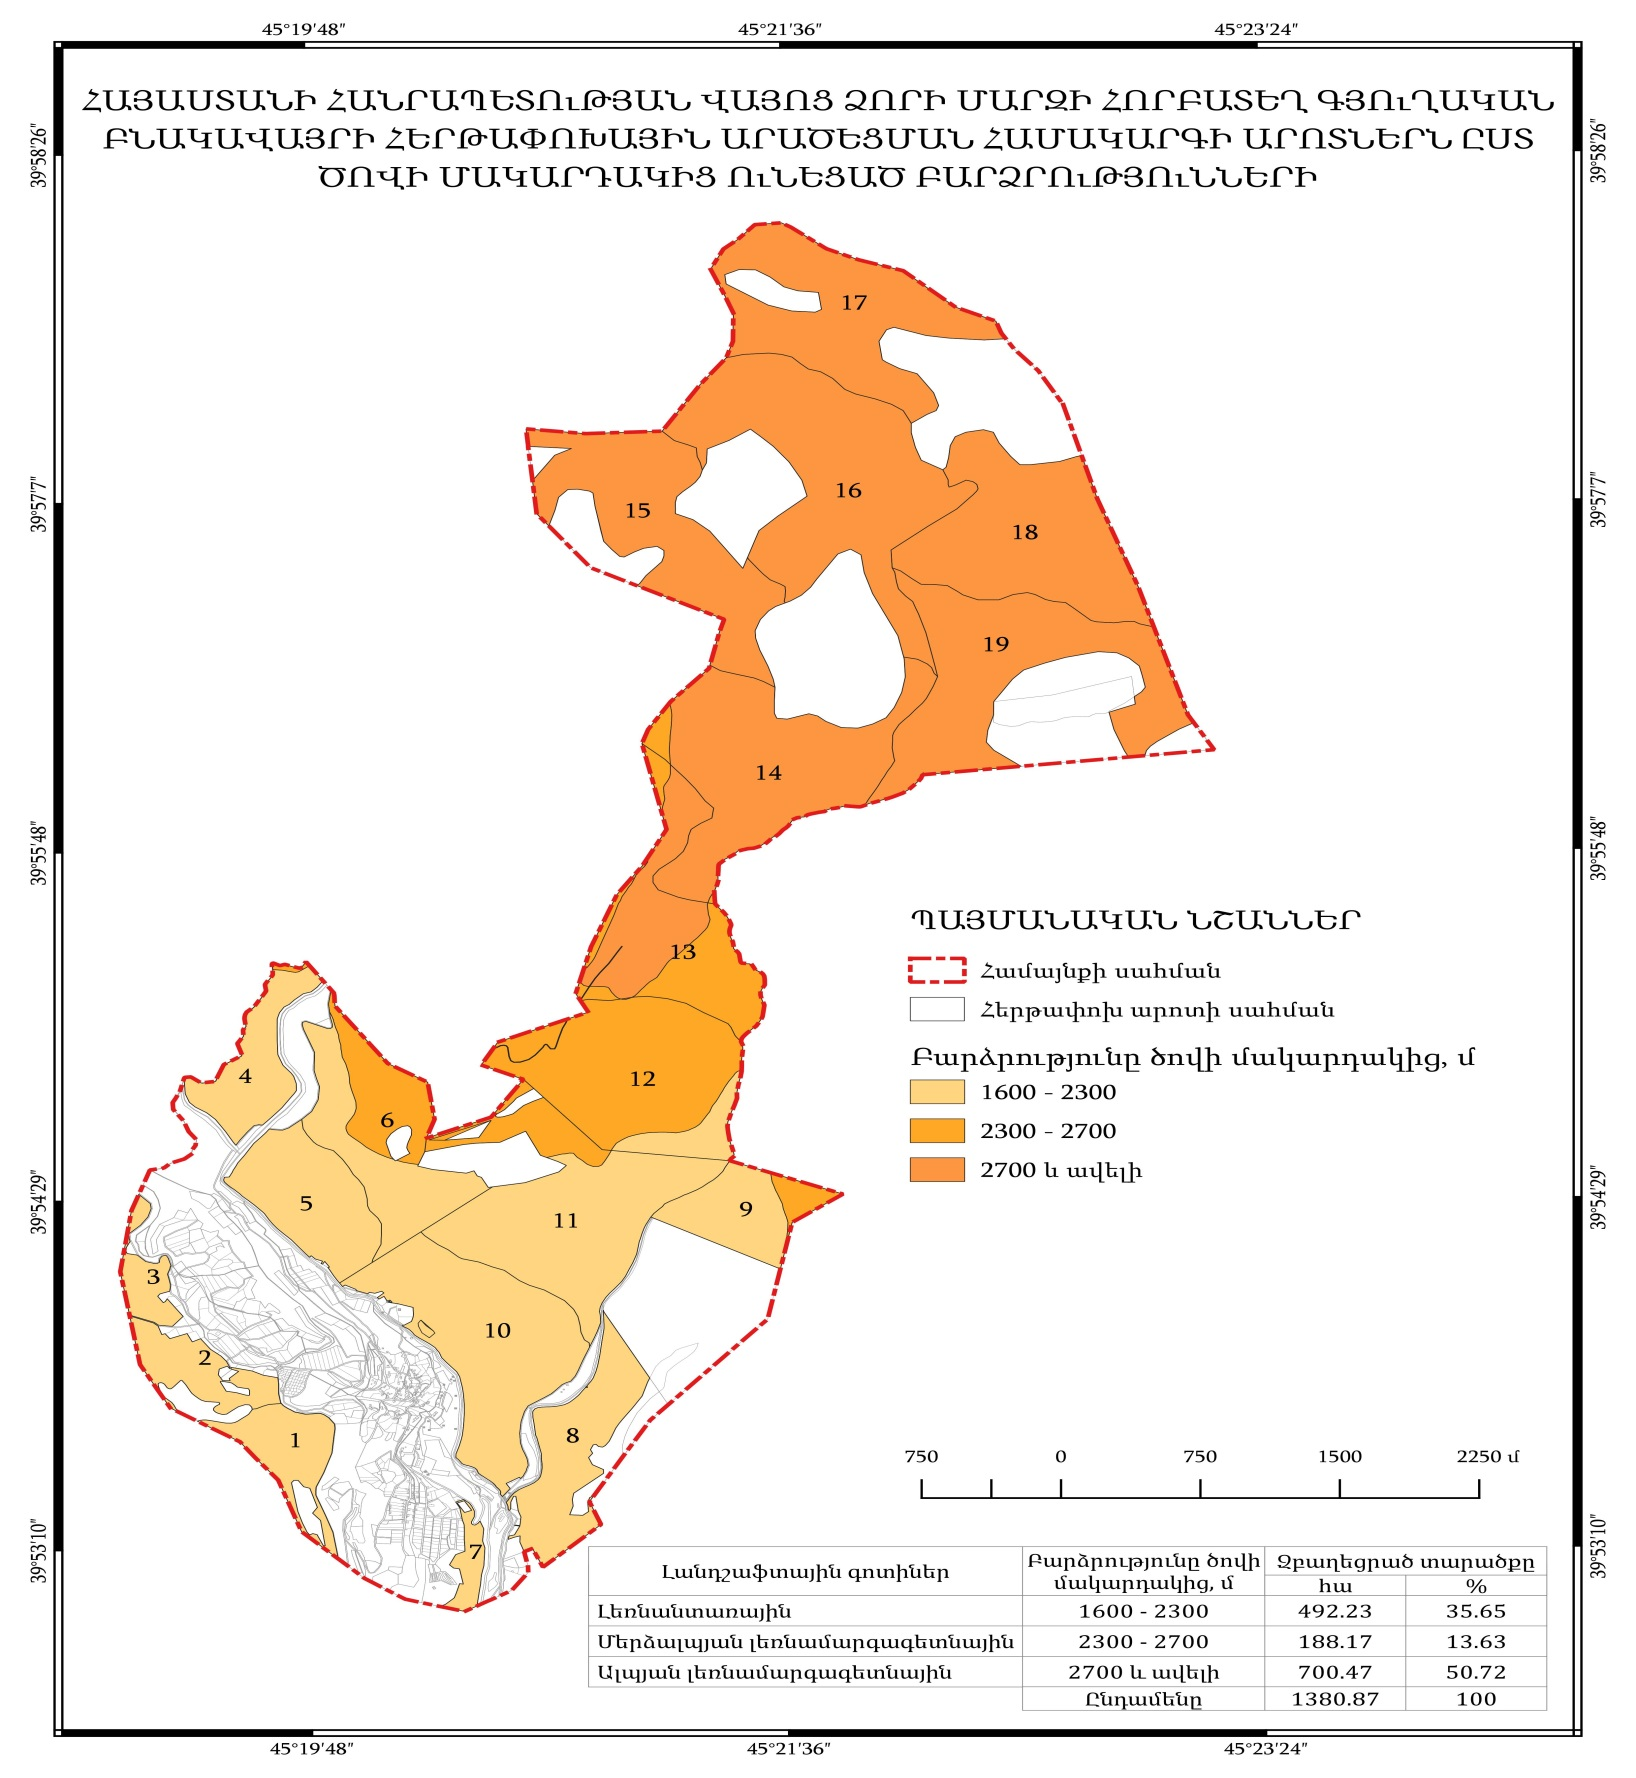 45°19′48″ 45°21′36″ 45°23′24″
ՀԱՅԱՍՏԱՆԻ ՀԱՆՐԱՊԵՏՈւԹՅԱՆ ՎԱՅՈՑ ՁՈՐԻ ՄԱՐԶԻ ՀՈՐԲԱՏԵՂ ԳՅՈւՂԱԿԱՆ
ԲՆԱԿԱՎԱՅՐԻ ՀԵՐԹԱՓՈԽԱՅԻՆ ԱՐԱԾԵՑՄԱՆ ՀԱՄԱԿԱՐԳԻ ԱՐՈՏՆԵՐՆ ԸՍՏ
ԾՈՎԻ ՄԱԿԱՐԴԱԿԻՑ ՈւՆԵՑԱԾ ԲԱՐՁՐՈւԹՅՈւՆՆԵՐԻ
39°58′26″ 39°58′26″
17
39°57′7″ 39°57′7″
16
15
18
19
14
39°55′48″ 39°55′48″
13
ՊԱՅՄԱՆԱԿԱՆ ՆՇԱՆՆԵՐ
Համայնքի սահման
Հերթափոխ արոտի սահման
Բարձրությունը ծովի մակարդակից, մ
1600 - 2300
2300 - 2700
2700 և ավելի
4
12
6
39°54′29″ 39°54′29″
5
9
11
3
10
2
8
1
7
750 0 750 1500 2250 մ
39°53′10″ 39°53′10″
Լանդշաֆտային գոտիներ Բարձրությունը ծովի մակարդակից, մ Զբաղեցրած տարածքը
հա %
Լեռնանտառային 1600 - 2300 492.23 35.65
Մերձալպյան լեռնամարգագետնային 2300 - 2700 188.17 13.63
Ալպյան լեռնամարգագետնային 2700 և ավելի 700.47 50.72
Ընդամենը 1380.87 100
45°19′48″ 45°21′36″ 45°23′24″